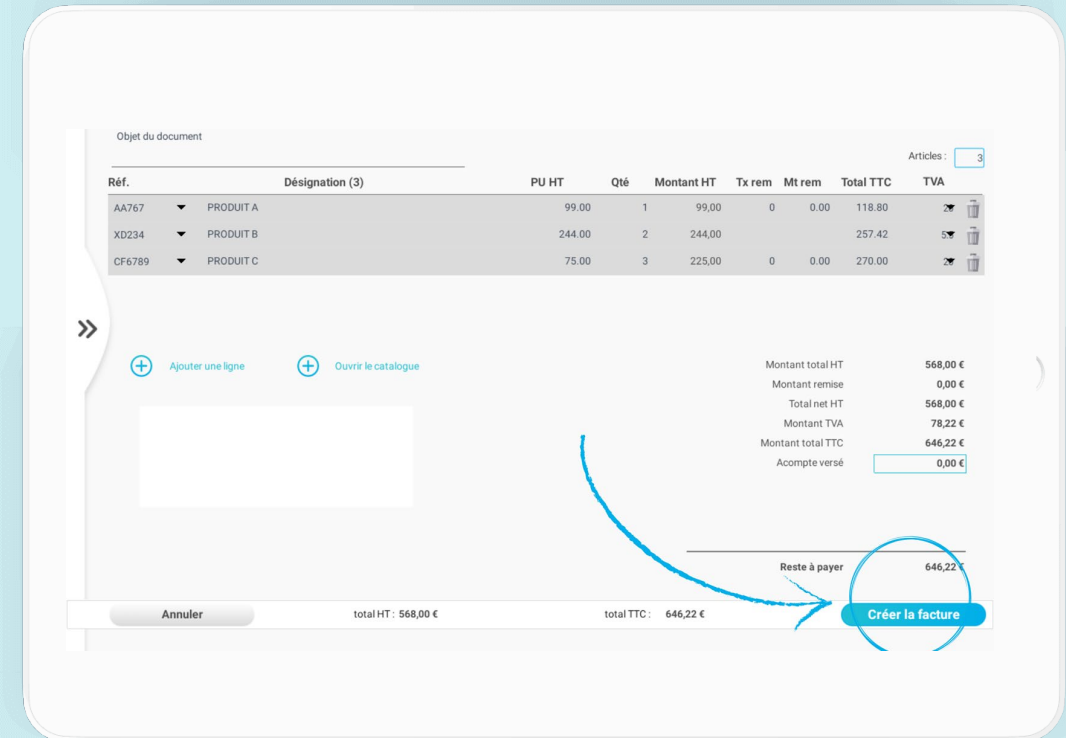 Objet du document
Articles : 3
Réf. Désignation (3) PU HT Qté Montant HT Tx rem Mt rem Total TTC TVA
AA767 PRODUIT A 99.00 1 99,00 0 0.00 118.80
XD234 PRODUIT B 244.00 2 244,00 257.42
CF6789 PRODUIT C 75.00 3 225,00 0 0.00 270.00
Ajouter une ligne Ouvrir le catalogue
Montant total HT 568,00 €
Montant remise 0,00 €
Total net HT 568,00 €
Montant TVA 78,22 €
Montant total TTC 646,22 €
Acompte versé 0,00 €
Reste à payer 646,22 €
Annuler total HT : 568,00 € total TTC : 646,22 € Créer la facture